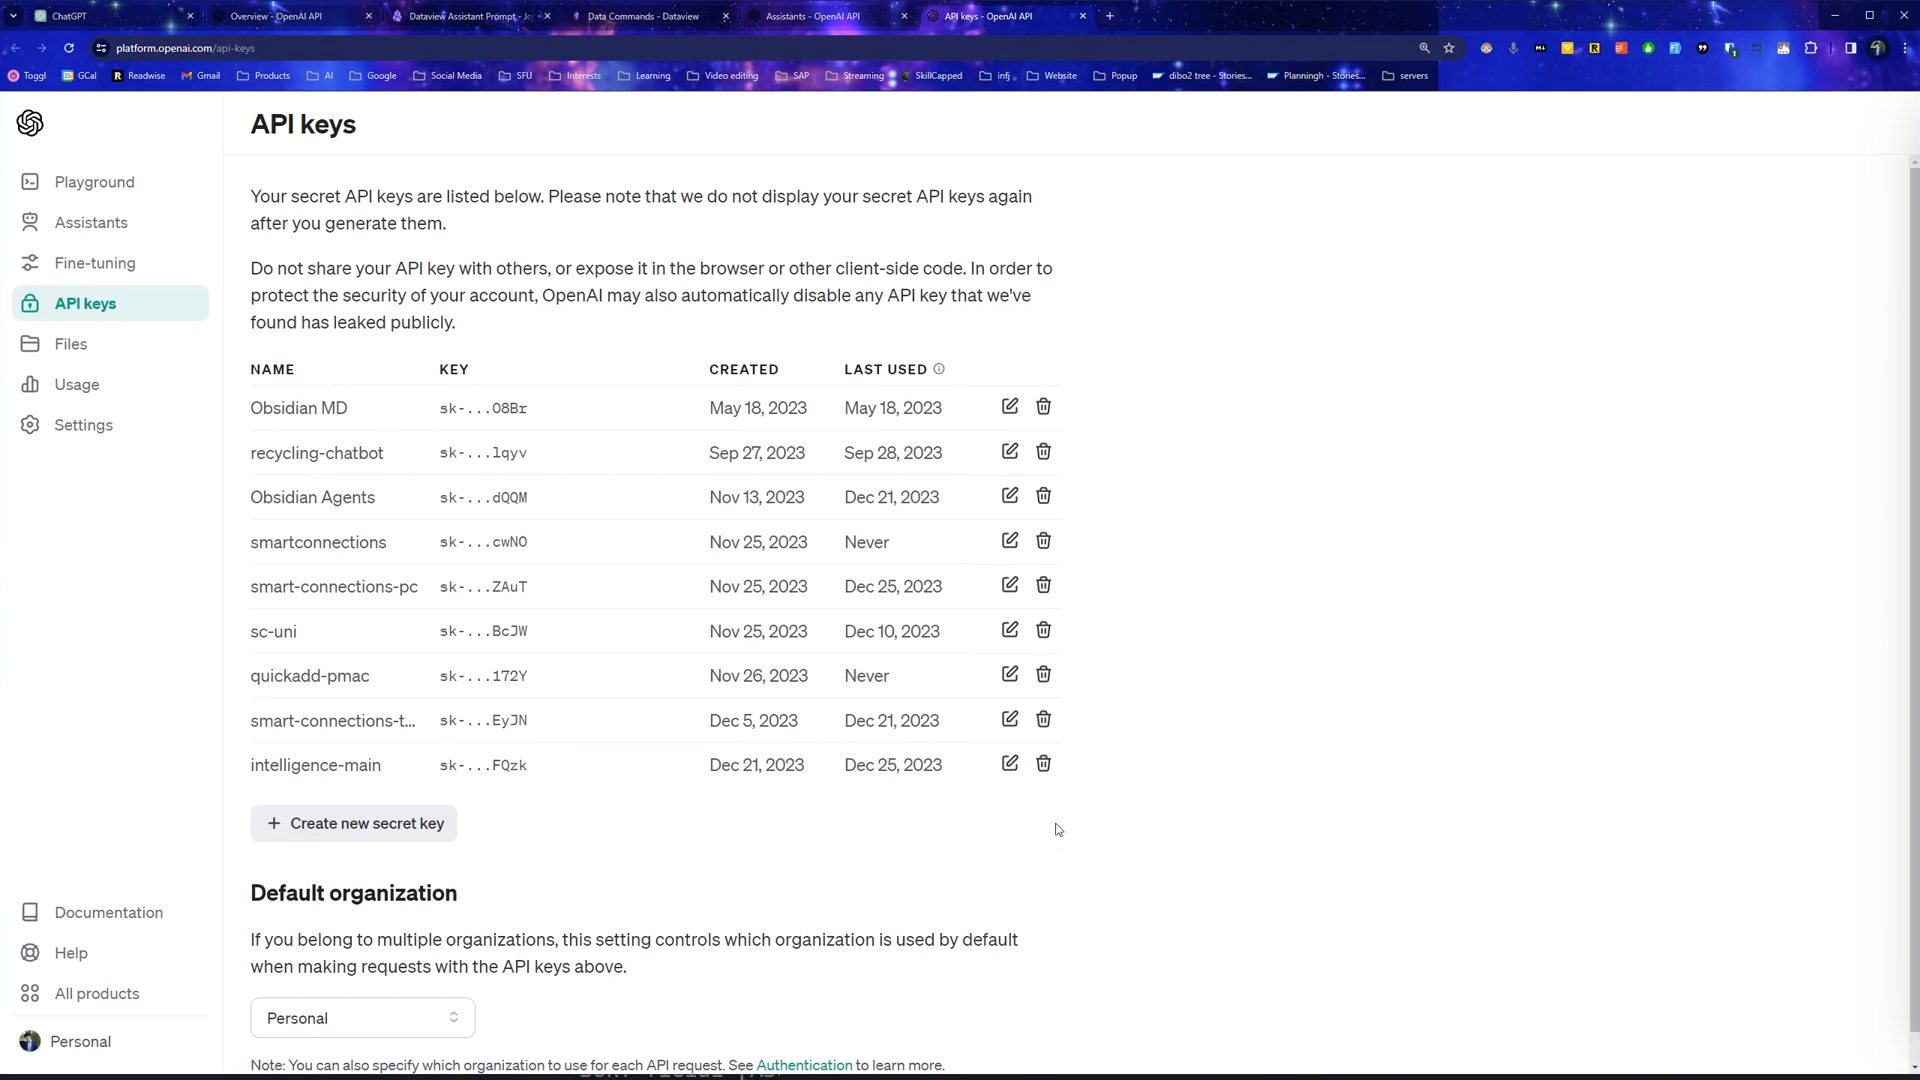 ChatGPT
Overview - OpenAI API
Dataview Assistant Prompt - Jo
Data Commands - Dataview
Assistants - OpenAI API
API keys - OpenAI API
platform.openai.com/api-keys
Toggl
GCal
Readwise
Gmail
Products
AI
Google
Social Media
SFU
Interests
Learning
Video editing
SAP
Streaming
SkillCapped
infj
Website
Popup
dibo2 tree - Stories...
Planningh - Stories...
servers
API keys
Playground
Assistants
Fine-tuning
API keys
Files
Usage
Settings
Your secret API keys are listed below. Please note that we do not display your secret API keys again
after you generate them.
Do not share your API key with others, or expose it in the browser or other client-side code. In order to
protect the security of your account, OpenAI may also automatically disable any API key that we've
found has leaked publicly.
NAME KEY CREATED LAST USED
Obsidian MD sk-...O8Br May 18, 2023 May 18, 2023
recycling-chatbot sk-...lqyv Sep 27, 2023 Sep 28, 2023
Obsidian Agents sk-...dQQM Nov 13, 2023 Dec 21, 2023
smartconnections sk-...cwNO Nov 25, 2023 Never
smart-connections-pc sk-...ZAuT Nov 25, 2023 Dec 25, 2023
sc-uni sk-...BcJW Nov 25, 2023 Dec 10, 2023
quickadd-pmac sk-...172Y Nov 26, 2023 Never
smart-connections-t... sk-...EyJN Dec 5, 2023 Dec 21, 2023
intelligence-main sk-...FQzk Dec 21, 2023 Dec 25, 2023
+ Create new secret key
Default organization
If you belong to multiple organizations, this setting controls which organization is used by default
when making requests with the API keys above.
Personal
Note: You can also specify which organization to use for each API request. See Authentication to learn more.
Documentation
Help
All products
Personal